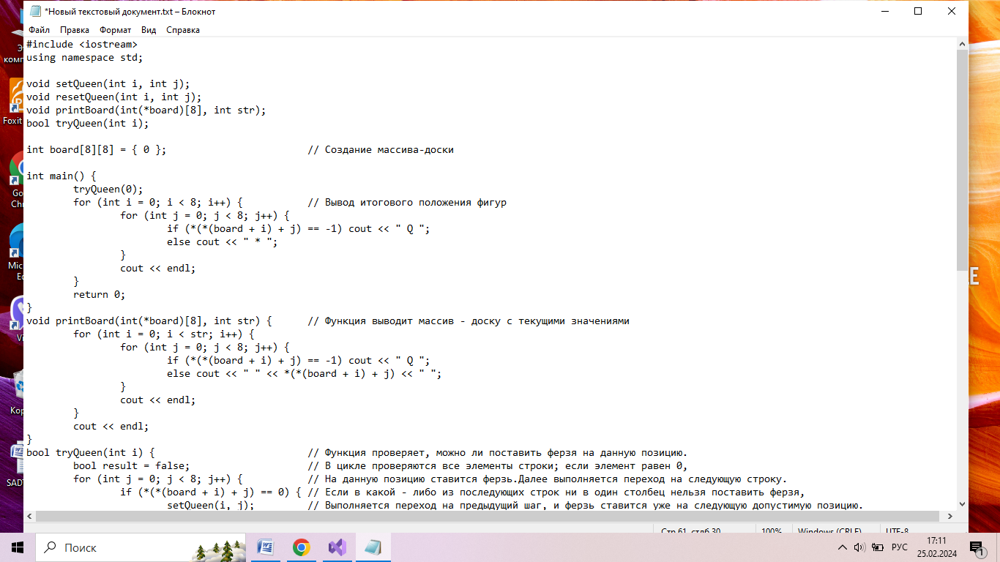 *Новый текстовый документ.txt – Блокнот
Файл Правка Формат Вид Справка
#include <iostream>
using namespace std;
void setQueen(int i, int j);
void resetQueen(int i, int j);
void printBoard(int(*board)[8], int str);
bool tryQueen(int i);
int board[8][8] = { 0 }; // Создание массива-доски
int main() {
tryQueen(0);
for (int i = 0; i < 8; i++) { // Вывод итогового положения фигур
for (int j = 0; j < 8; j++) {
if (*(*(board + i) + j) == -1) cout << " Q ";
else cout << " * ";
}
cout << endl;
}
return 0;
}
void printBoard(int(*board)[8], int str) { // Функция выводит массив - доску с текущими значениями
for (int i = 0; i < str; i++) {
for (int j = 0; j < 8; j++) {
if (*(*(board + i) + j) == -1) cout << " Q ";
else cout << " " << *(*(board + i) + j) << " ";
}
cout << endl;
}
cout << endl;
}
bool tryQueen(int i) { // Функция проверяет, можно ли поставить ферзя на данную позицию.
bool result = false; // В цикле проверяются все элементы строки; если элемент равен 0,
for (int j = 0; j < 8; j++) { // На данную позицию ставится ферзь.Далее выполняется переход на следующую строку.
if (*(*(board + i) + j) == 0) { // Если в какой - либо из последующих строк ни в один столбец нельзя поставить ферзя,
setQueen(i, j); // Выполняется переход на предыдущий шаг, и ферзь ставится уже на следующую допустимую позицию.
Стр 61, стлб 30 100% Windows (CRLF) UTF-8
Foxit
Go
Chr
Mic
Ed
Vi
Кор
SADT
E
Поиск
РУС
17:11
25.02.2024
1